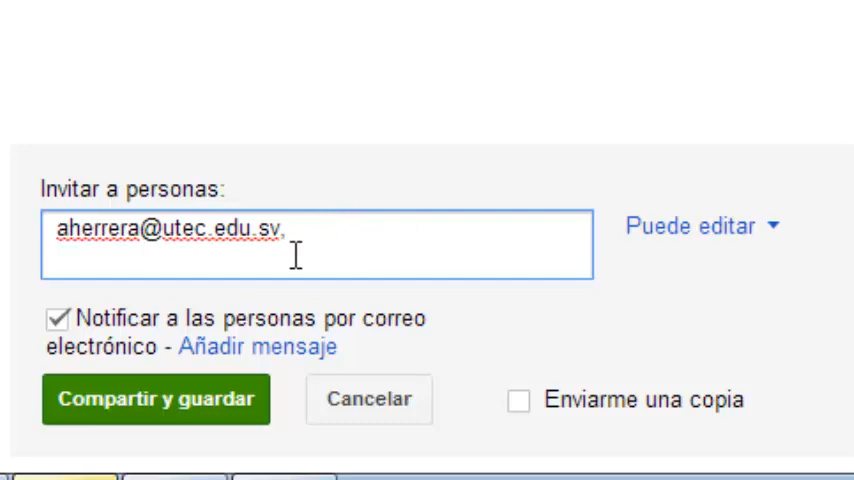 Invitar a personas:
aherrera@utec.edu.sv,
Puede editar
Notificar a las personas por correo
electrónico - Añadir mensaje
Compartir y guardar
Cancelar
Enviarme una copia